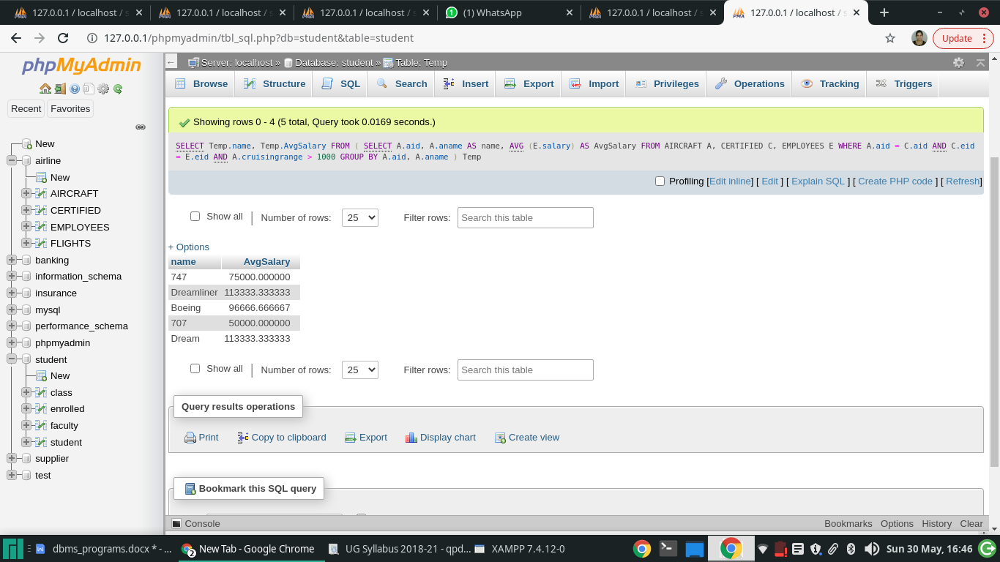 127.0.0.1 / localhost / s
127.0.0.1 / localhost / s
127.0.0.1 / localhost / s
(1) WhatsApp
127.0.0.1 / localhost / s
127.0.0.1 / localhost / s
127.0.0.1/phpmyadmin/tbl_sql.php?db=student&table=student
Update
phpMyAdmin
Recent Favorites
New
airline
New
AIRCRAFT
CERTIFIED
EMPLOYEES
FLIGHTS
banking
information_schema
insurance
mysql
performance_schema
phpmyadmin
student
New
class
enrolled
faculty
student
supplier
test
Server: localhost » Database: student » Table: Temp
Browse Structure SQL Search Insert Export Import Privileges Operations Tracking Triggers
Showing rows 0 - 4 (5 total, Query took 0.0169 seconds.)
SELECT Temp.name, Temp.AvgSalary FROM ( SELECT A.aid, A.aname AS name, AVG (E.salary) AS AvgSalary FROM AIRCRAFT A, CERTIFIED C, EMPLOYEES E WHERE A.aid = C.aid AND C.eid
= E.eid AND A.cruisingrange > 1000 GROUP BY A.aid, A.aname ) Temp
Profiling [Edit inline] [ Edit ] [ Explain SQL ] [ Create PHP code ] [ Refresh]
Show all | Number of rows: 25 Filter rows: Search this table
+ Options
name AvgSalary
747 75000.000000
Dreamliner 113333.333333
Boeing 96666.666667
707 50000.000000
Dream 113333.333333
Show all | Number of rows: 25 Filter rows: Search this table
Query results operations
Print Copy to clipboard Export Display chart Create view
Bookmark this SQL query
Console Bookmarks Options History Clear
dbms_programs.docx * - ... 2 New Tab - Google Chrome UG Syllabus 2018-21 - qpd... XAMPP 7.4.12-0 Sun 30 May, 16:46